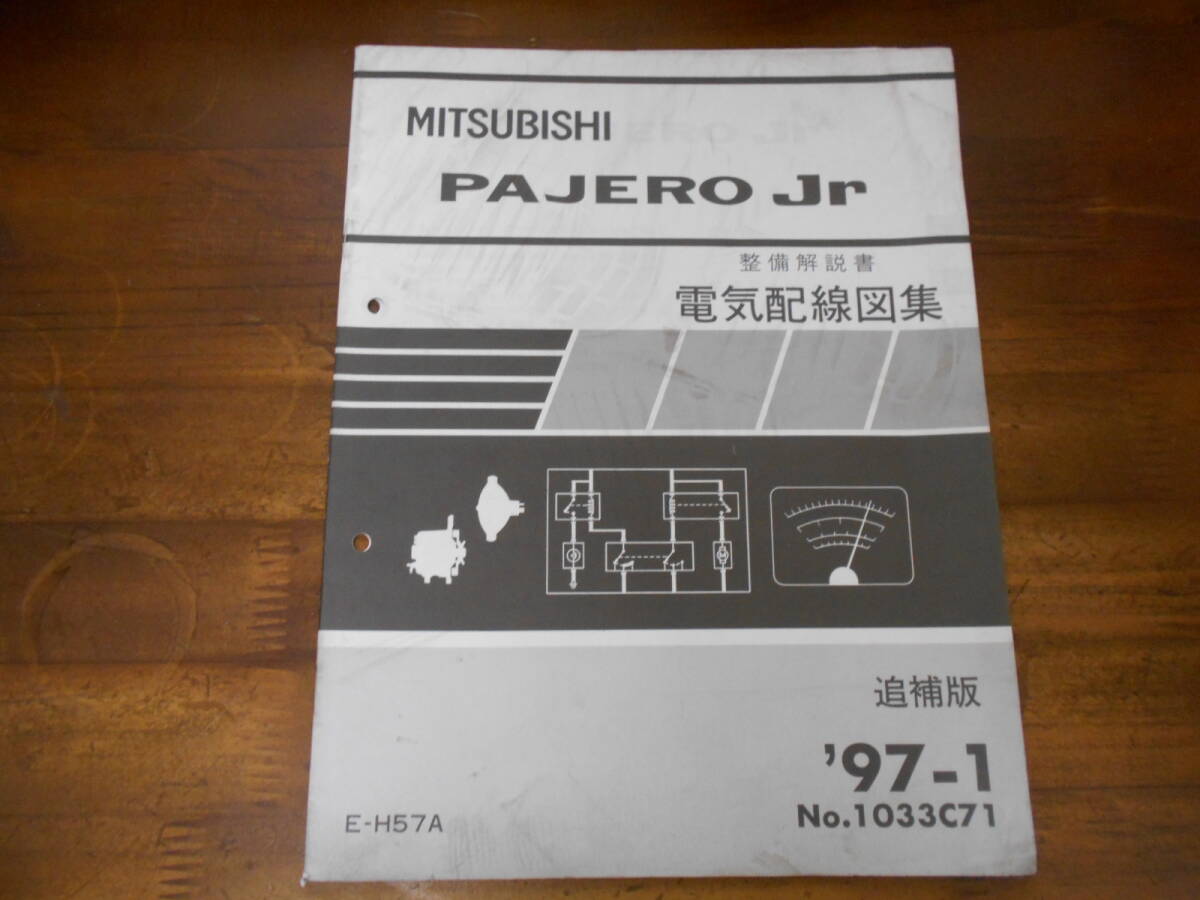 MITSUBISHI
PAJERO Jr
整備解説書
電気配線図集
追補版
'97-1
No.1033C71
E-H57A